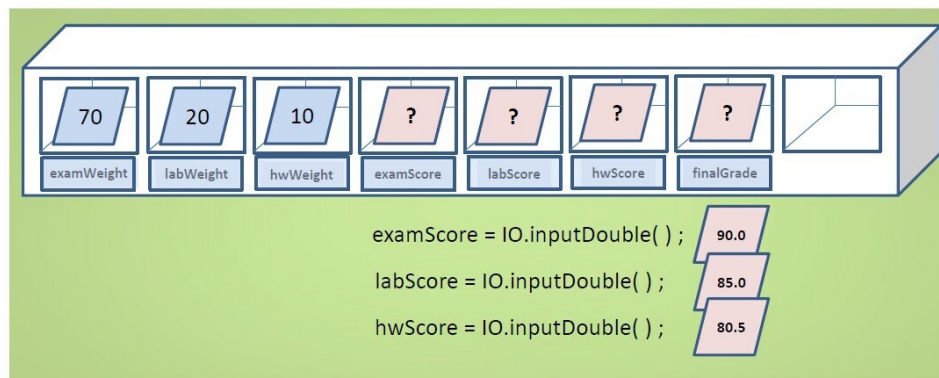 70 20 10 ? ? ? ?
examWeight labWeight hwWeight examScore labScore hwScore finalGrade
examScore = IO.inputDouble( ) ; 90.0
labScore = IO.inputDouble( ) ; 85.0
hwScore = IO.inputDouble( ) ; 80.5